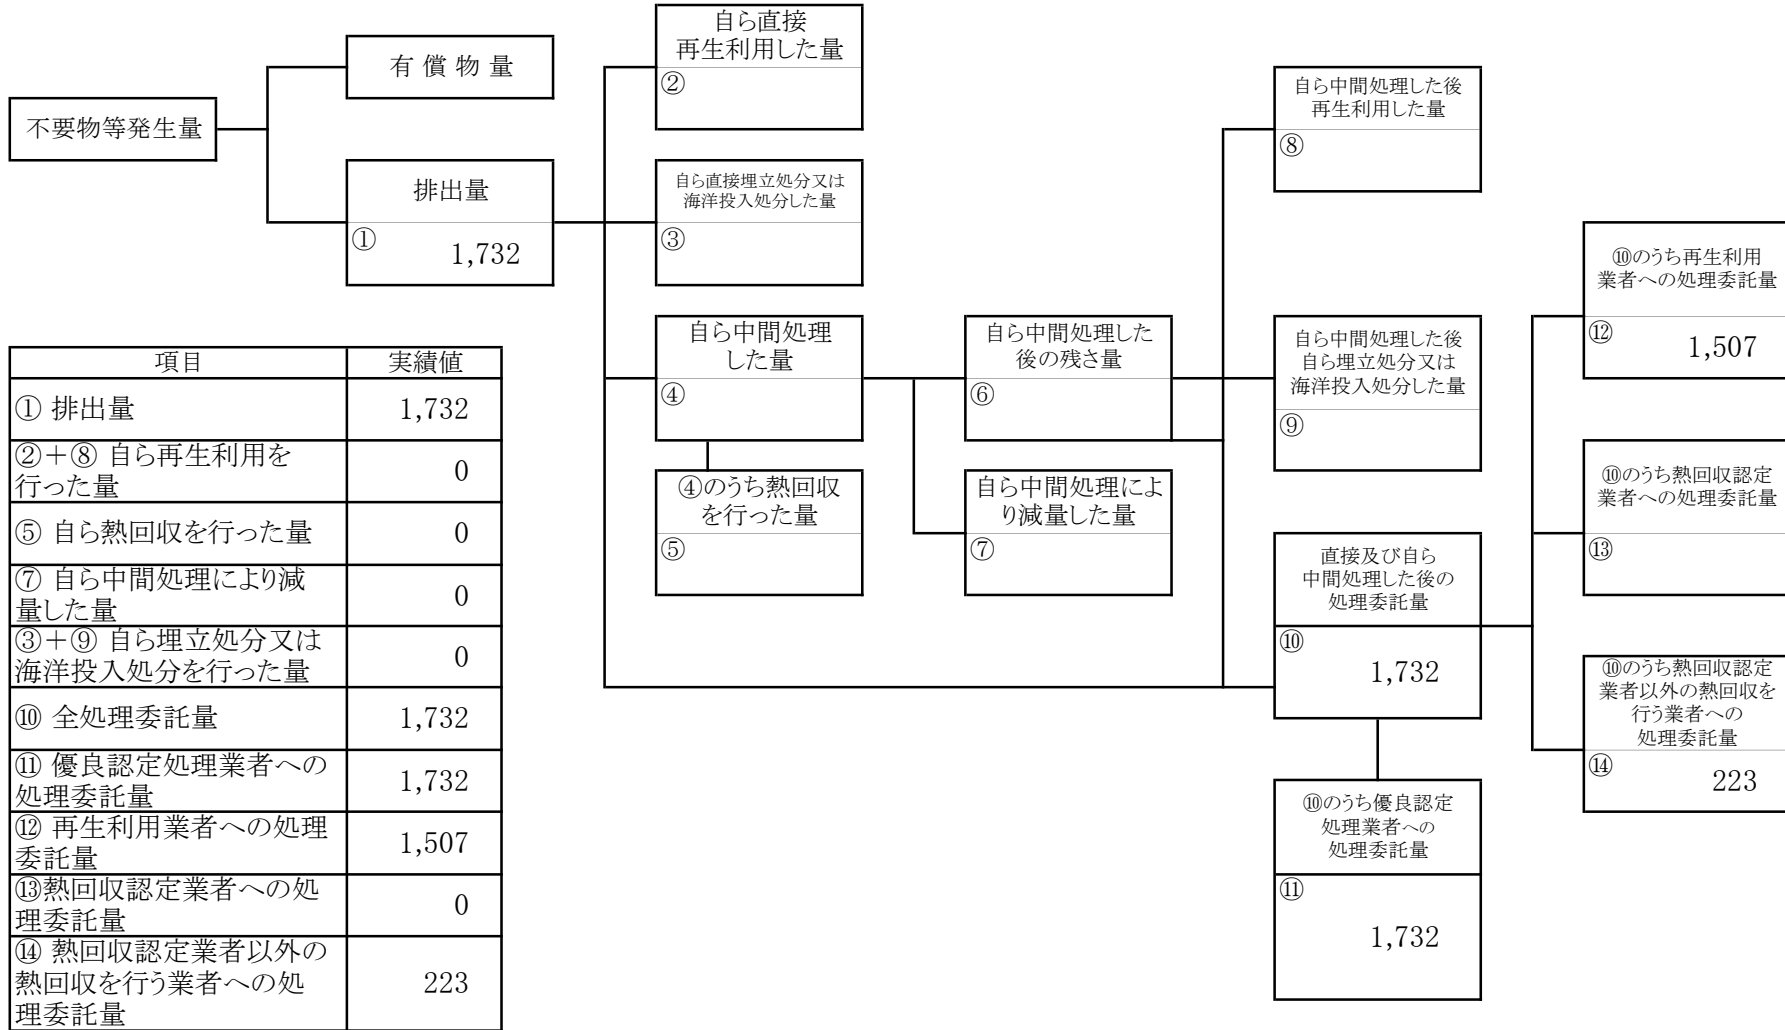 不要物等発生量
有 償 物 量
排出量
①
1,732
自ら直接
再生利用した量
②
自ら直接埋立処分又は
海洋投入処分した量
③
自ら中間処理
した量
④
④のうち熱回収
を行った量
⑤
自ら中間処理した
後の残さ量
⑥
自ら中間処理によ
り減量した量
⑦
自ら中間処理した後
再生利用した量
⑧
自ら中間処理した後
自ら埋立処分又は
海洋投入処分した量
⑨
直接及び自ら
中間処理した後の
処理委託量
⑩
1,732
⑩のうち優良認定
処理業者への
処理委託量
⑪
1,732
⑩のうち再生利用
業者への処理委託量
⑫
1,507
⑩のうち熱回収認定
業者への処理委託量
⑬
⑩のうち熱回収認定
業者以外の熱回収を
行う業者への
処理委託量
⑭
223
項目 実績値
① 排出量 1,732
②+⑧ 自ら再生利用を
行った量 0
⑤ 自ら熱回収を行った量 0
⑦ 自ら中間処理により減
量した量 0
③+⑨ 自ら埋立処分又は
海洋投入処分を行った量 0
⑩ 全処理委託量 1,732
⑪ 優良認定処理業者への
処理委託量 1,732
⑫ 再生利用業者への処理
委託量 1,507
⑬熱回収認定業者への処
理委託量 0
⑭ 熱回収認定業者以外の
熱回収を行う業者への処
理委託量 223